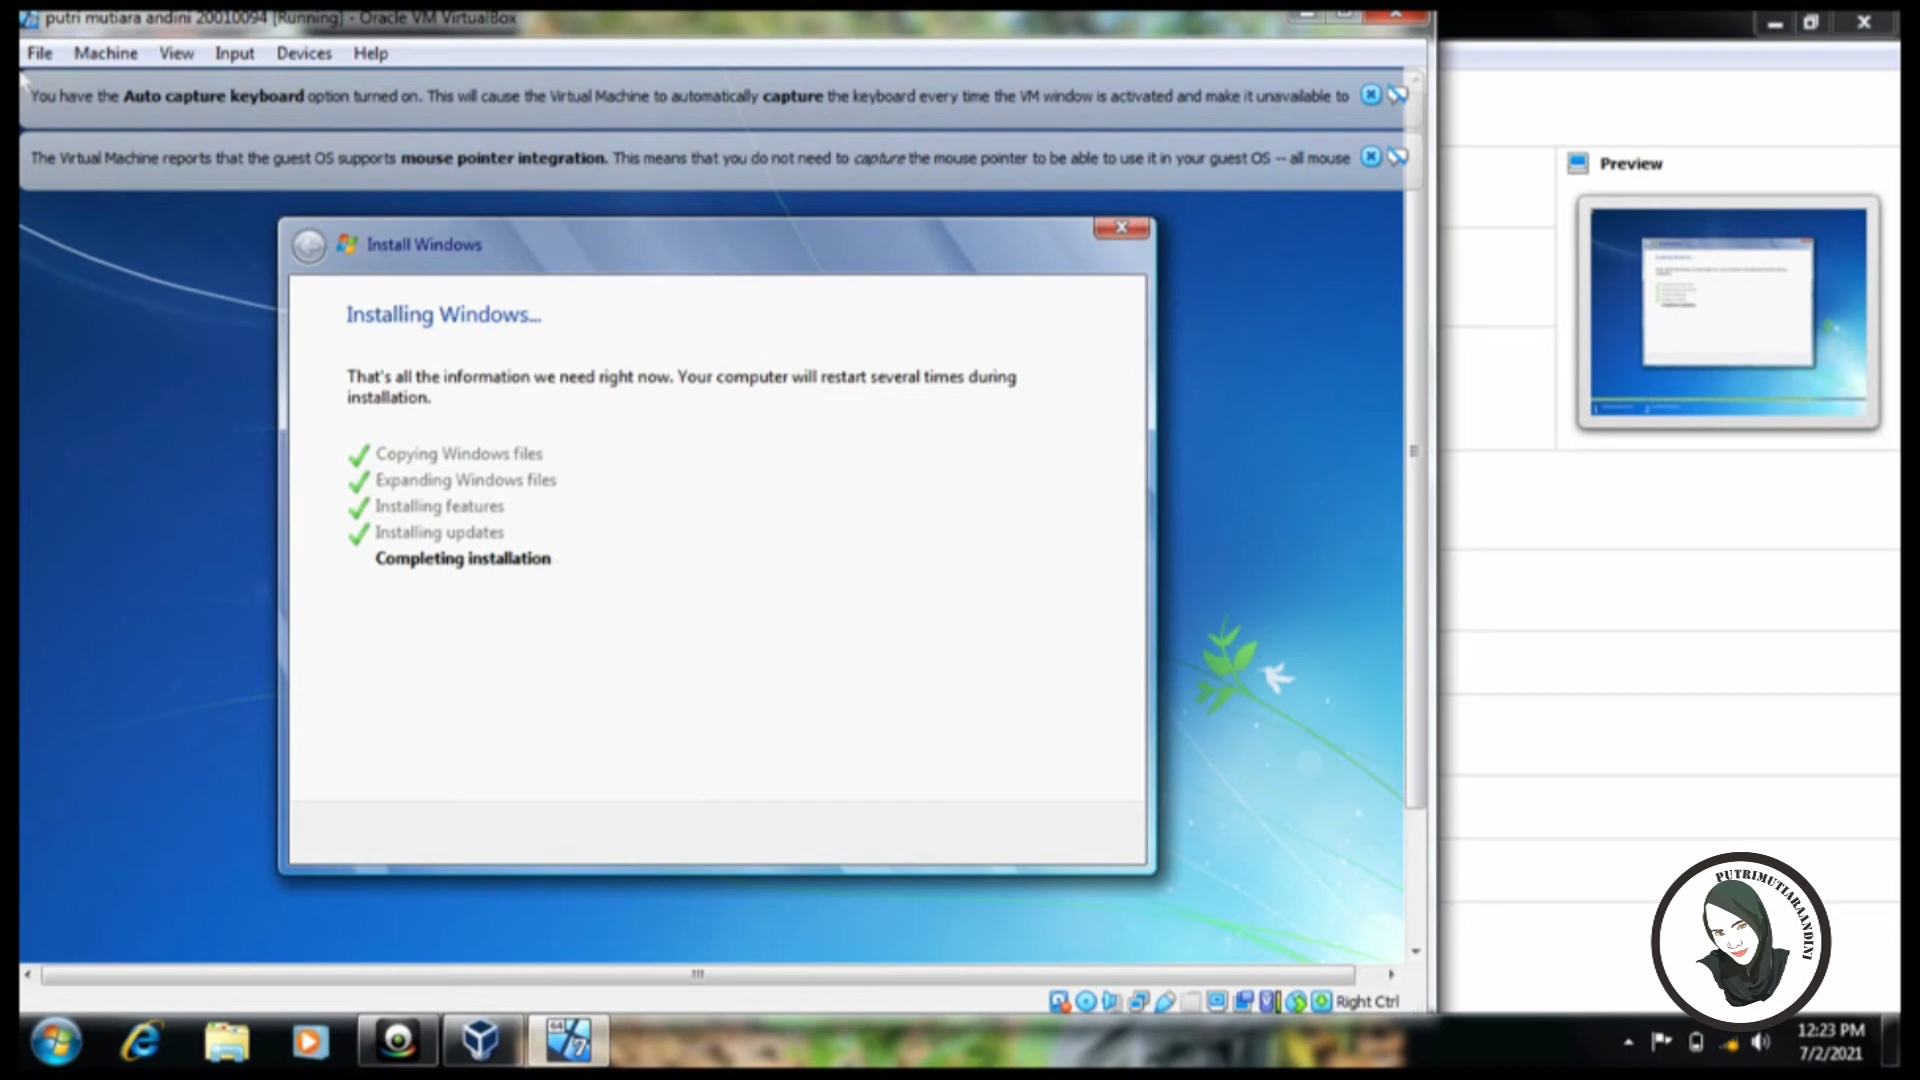 putri mutiara andini 20010094 [Running] - Oracle VM VirtualBox
File Machine View Input Devices Help
You have the Auto capture keyboard option turned on. This will cause the Virtual Machine to automatically capture the keyboard every time the VM window is activated and make it unavailable to
The Virtual Machine reports that the guest OS supports mouse pointer integration. This means that you do not need to capture the mouse pointer to be able to use it in your guest OS -- all mouse
Preview
Install Windows
Installing Windows...
That's all the information we need right now. Your computer will restart several times during
installation.
Copying Windows files
Expanding Windows files
Installing features
Installing updates
Completing installation
PUTRIMUTIARAANDINI
Right Ctrl
64
7
12:23 PM
7/2/2021